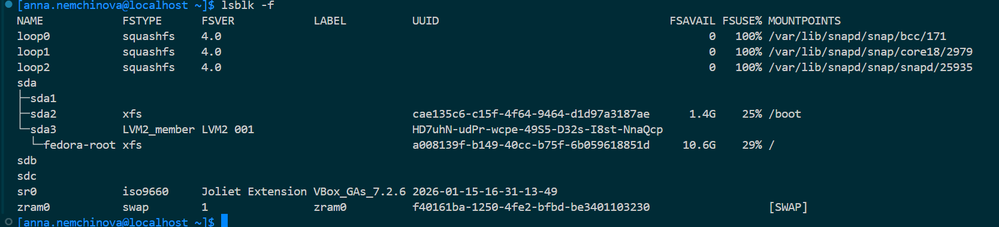 [anna.nemchinova@localhost ~]$ lsblk -f
NAME            FSTYPE      FSVER            LABEL          UUID                                   FSAVAIL FSUSE% MOUNTPOINTS
loop0           squashfs    4.0                                                                          0   100% /var/lib/snapd/snap/bcc/171
loop1           squashfs    4.0                                                                          0   100% /var/lib/snapd/snap/core18/2979
loop2           squashfs    4.0                                                                          0   100% /var/lib/snapd/snap/snapd/25935
sda
├─sda1
├─sda2          xfs                                         cae135c6-c15f-4f64-9464-d1d97a3187ae      1.4G    25% /boot
└─sda3          LVM2_member LVM2 001                        HD7uhN-udPr-wcpe-49S5-D32s-I8st-NnaQcp
  └─fedora-root xfs                                         a008139f-b149-40cc-b75f-6b059618851d     10.6G    29% /
sdb
sdc
sr0             iso9660     Joliet Extension VBox_GAs_7.2.6 2026-01-15-16-31-13-49
zram0           swap        1                zram0          f40161ba-1250-4fe2-bfbd-be3401103230                  [SWAP]
[anna.nemchinova@localhost ~]$